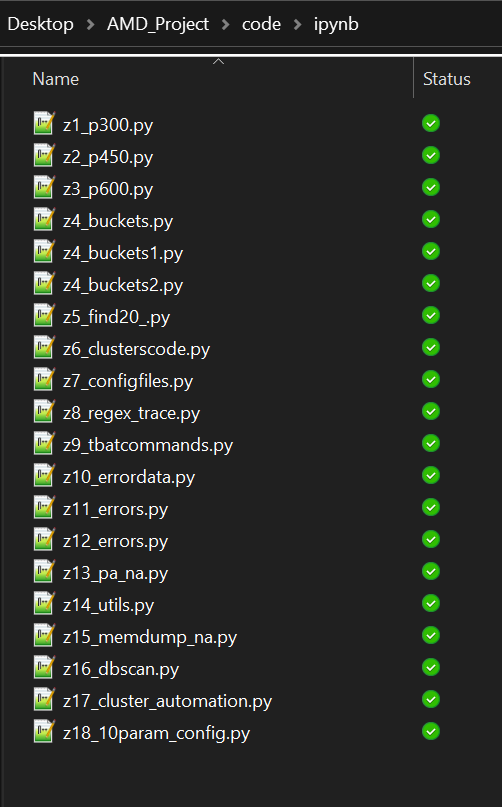 Desktop > AMD_Project > code > ipynb
Name Status
z1_p300.py
z2_p450.py
z3_p600.py
z4_buckets.py
z4_buckets1.py
z4_buckets2.py
z5_find20_.py
z6_clusterscode.py
z7_configfiles.py
z8_regex_trace.py
z9_tbatcommands.py
z10_errordata.py
z11_errors.py
z12_errors.py
z13_pa_na.py
z14_utils.py
z15_memdump_na.py
z16_dbscan.py
z17_cluster_automation.py
z18_10param_config.py